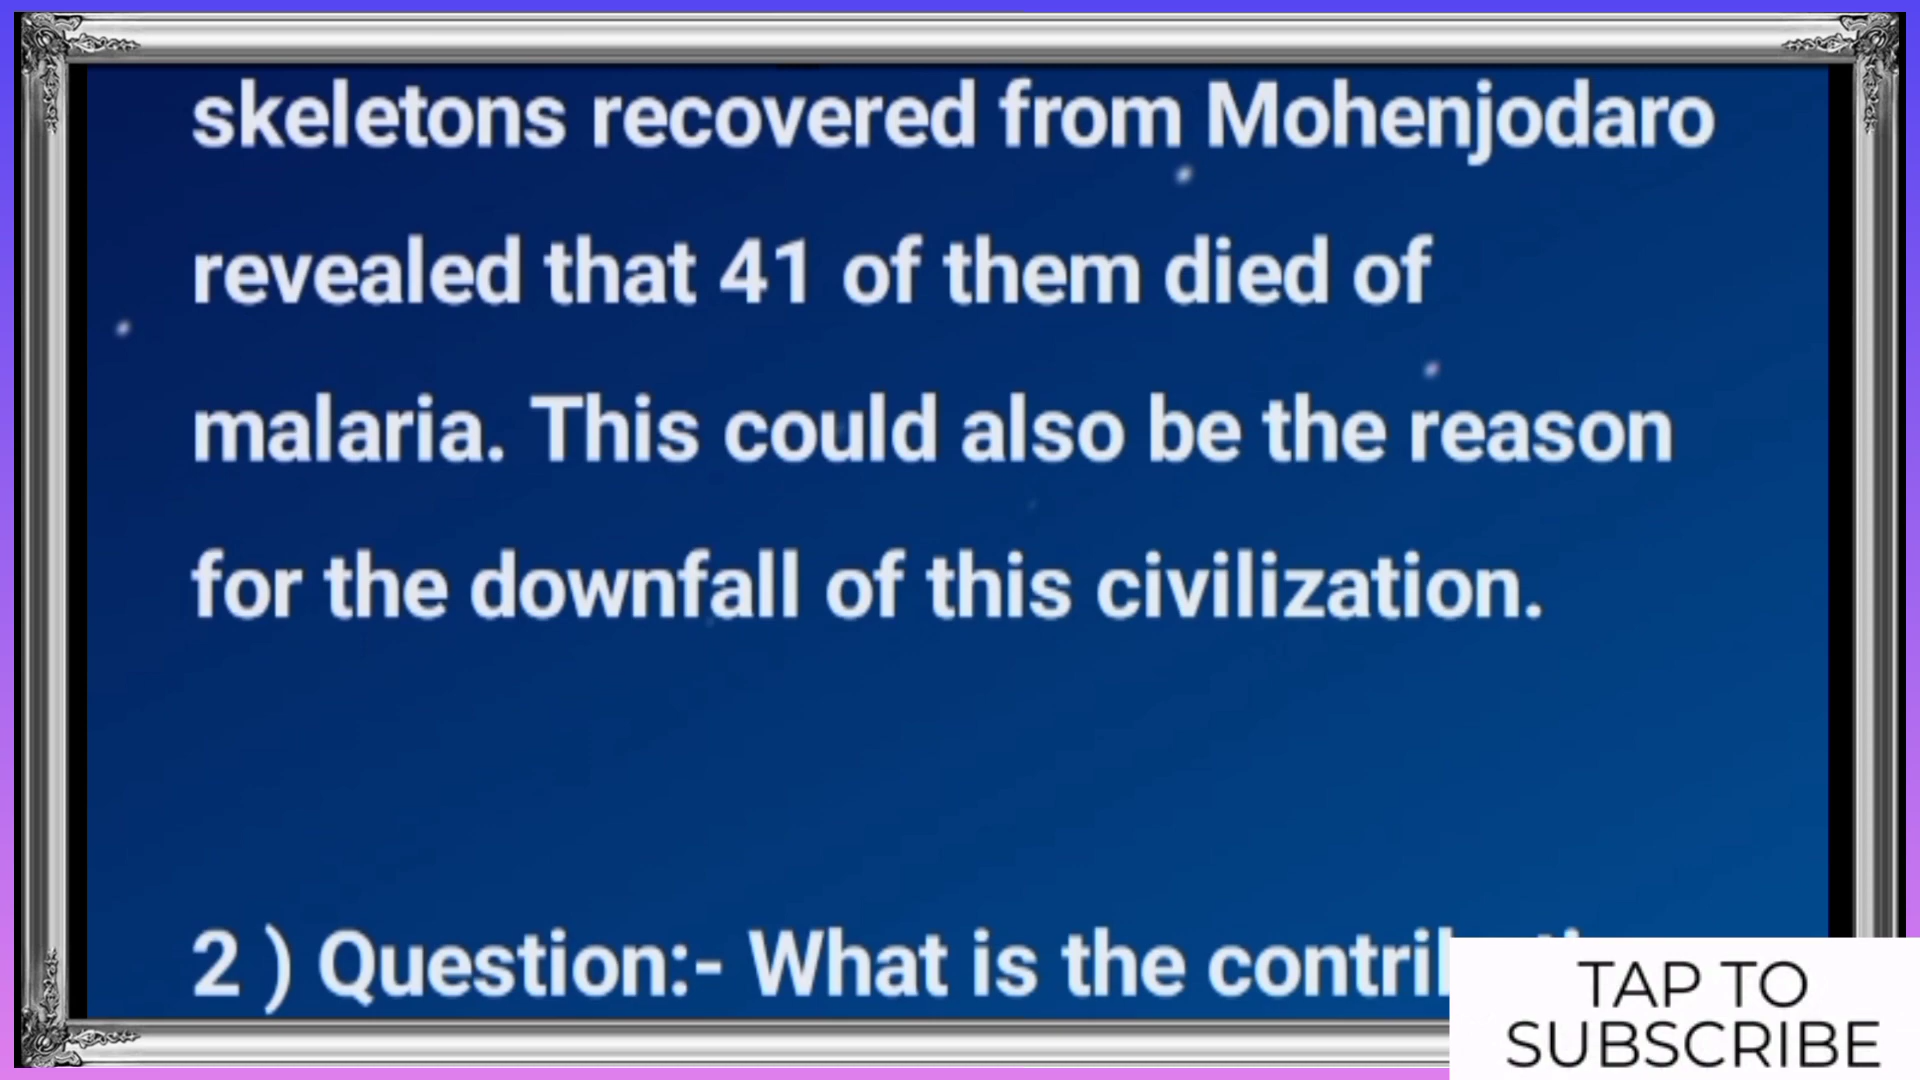 skeletons recovered from Mohenjodaro
revealed that 41 of them died of
malaria. This could also be the reason
for the downfall of this civilization.
2 ) Question:- What is the
TAP TO
SUBSCRIBE